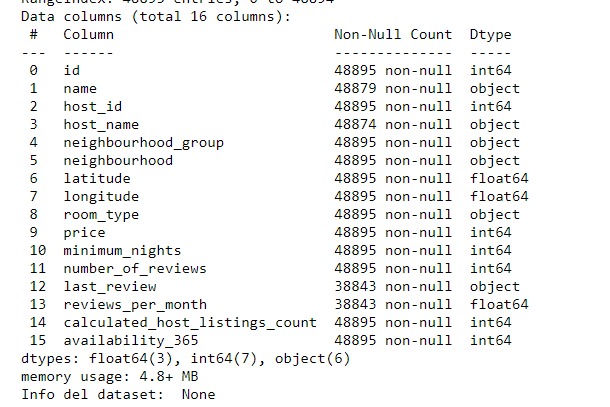 RangeIndex: 48895 entries, 0 to 48894
Data columns (total 16 columns):
 #   Column                          Non-Null Count  Dtype
---  ------                          --------------  -----
 0   id                              48895 non-null  int64
 1   name                            48879 non-null  object
 2   host_id                         48895 non-null  int64
 3   host_name                       48874 non-null  object
 4   neighbourhood_group             48895 non-null  object
 5   neighbourhood                   48895 non-null  object
 6   latitude                        48895 non-null  float64
 7   longitude                       48895 non-null  float64
 8   room_type                       48895 non-null  object
 9   price                           48895 non-null  int64
 10  minimum_nights                  48895 non-null  int64
 11  number_of_reviews               48895 non-null  int64
 12  last_review                     38843 non-null  object
 13  reviews_per_month               38843 non-null  float64
 14  calculated_host_listings_count  48895 non-null  int64
 15  availability_365                48895 non-null  int64
dtypes: float64(3), int64(7), object(6)
memory usage: 4.8+ MB
Info del dataset:  None